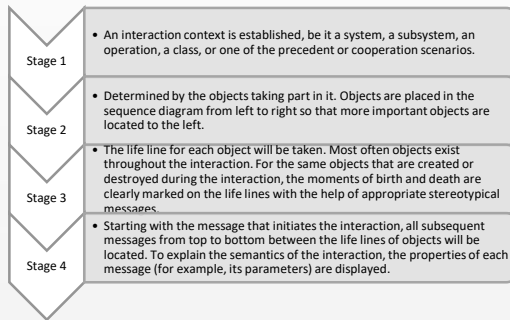 Stage 1
• An interaction context is established, be it a system, a subsystem, an
operation, a class, or one of the precedent or cooperation scenarios.
Stage 2
• Determined by the objects taking part in it. Objects are placed in the
sequence diagram from left to right so that more important objects are
located to the left.
Stage 3
• The life line for each object will be taken. Most often objects exist
throughout the interaction. For the same objects that are created or
destroyed during the interaction, the moments of birth and death are
clearly marked on the life lines with the help of appropriate stereotypical
messages.
Stage 4
• Starting with the message that initiates the interaction, all subsequent
messages from top to bottom between the life lines of objects will be
located. To explain the semantics of the interaction, the properties of each
message (for example, its parameters) are displayed.